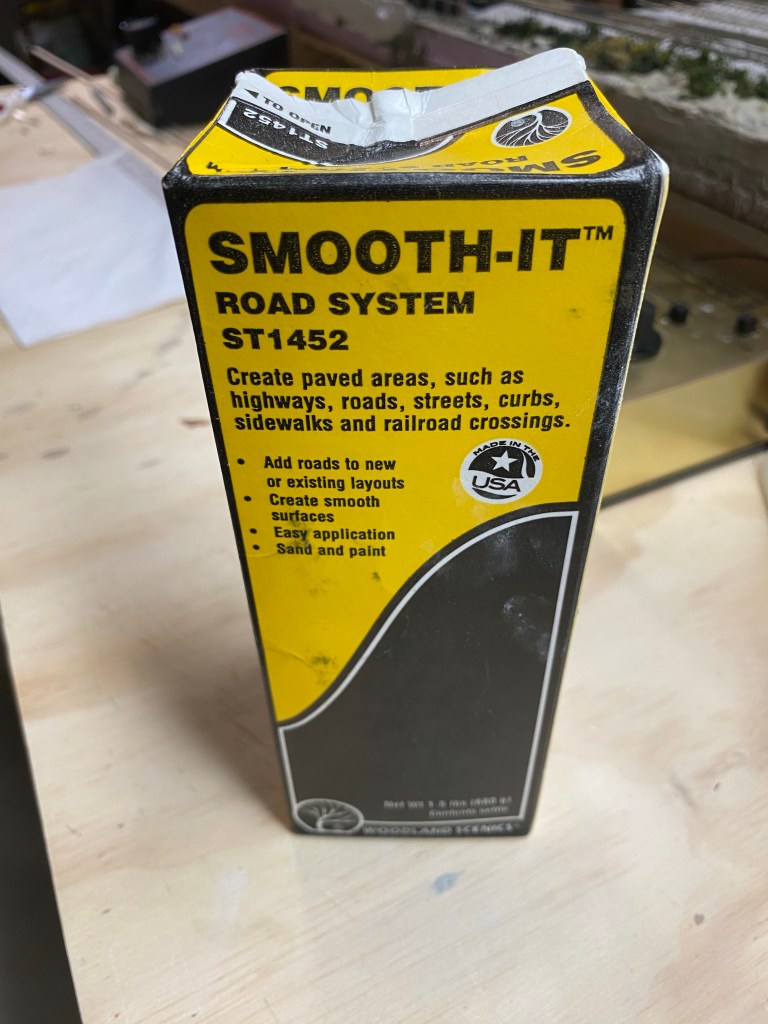 TO OPEN
ST1452
SMOOTH-IT™
ROAD SYSTEM
ST1452
Create paved areas, such as
highways, roads, streets, curbs,
sidewalks and railroad crossings.
• Add roads to new
or existing layouts
• Create smooth
surfaces
• Easy application
• Sand and paint
MADE IN THE
USA
Net Wt
WOODLAND SCENICS